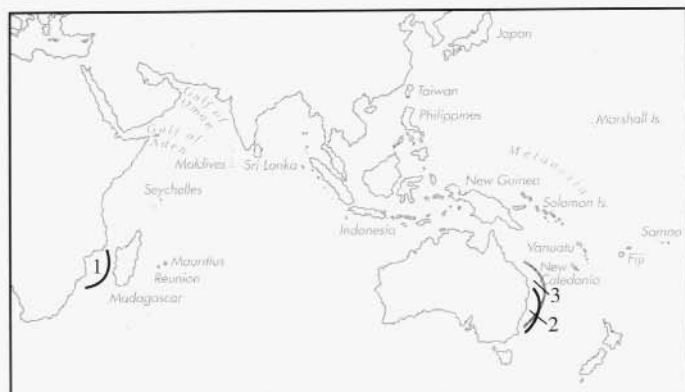 Japan
Taiwan
Philippines
Marshall Is.
Gulf of
Oman
Gulf of
Aden
Maldives
Sri Lanka
Melanesia
Seychelles
New Guinea
Solomon Is.
Indonesia
Vanuatu
Samoa
Fiji
New
Caledonia
1
Mauritius
Réunion
Madagascar
3
2